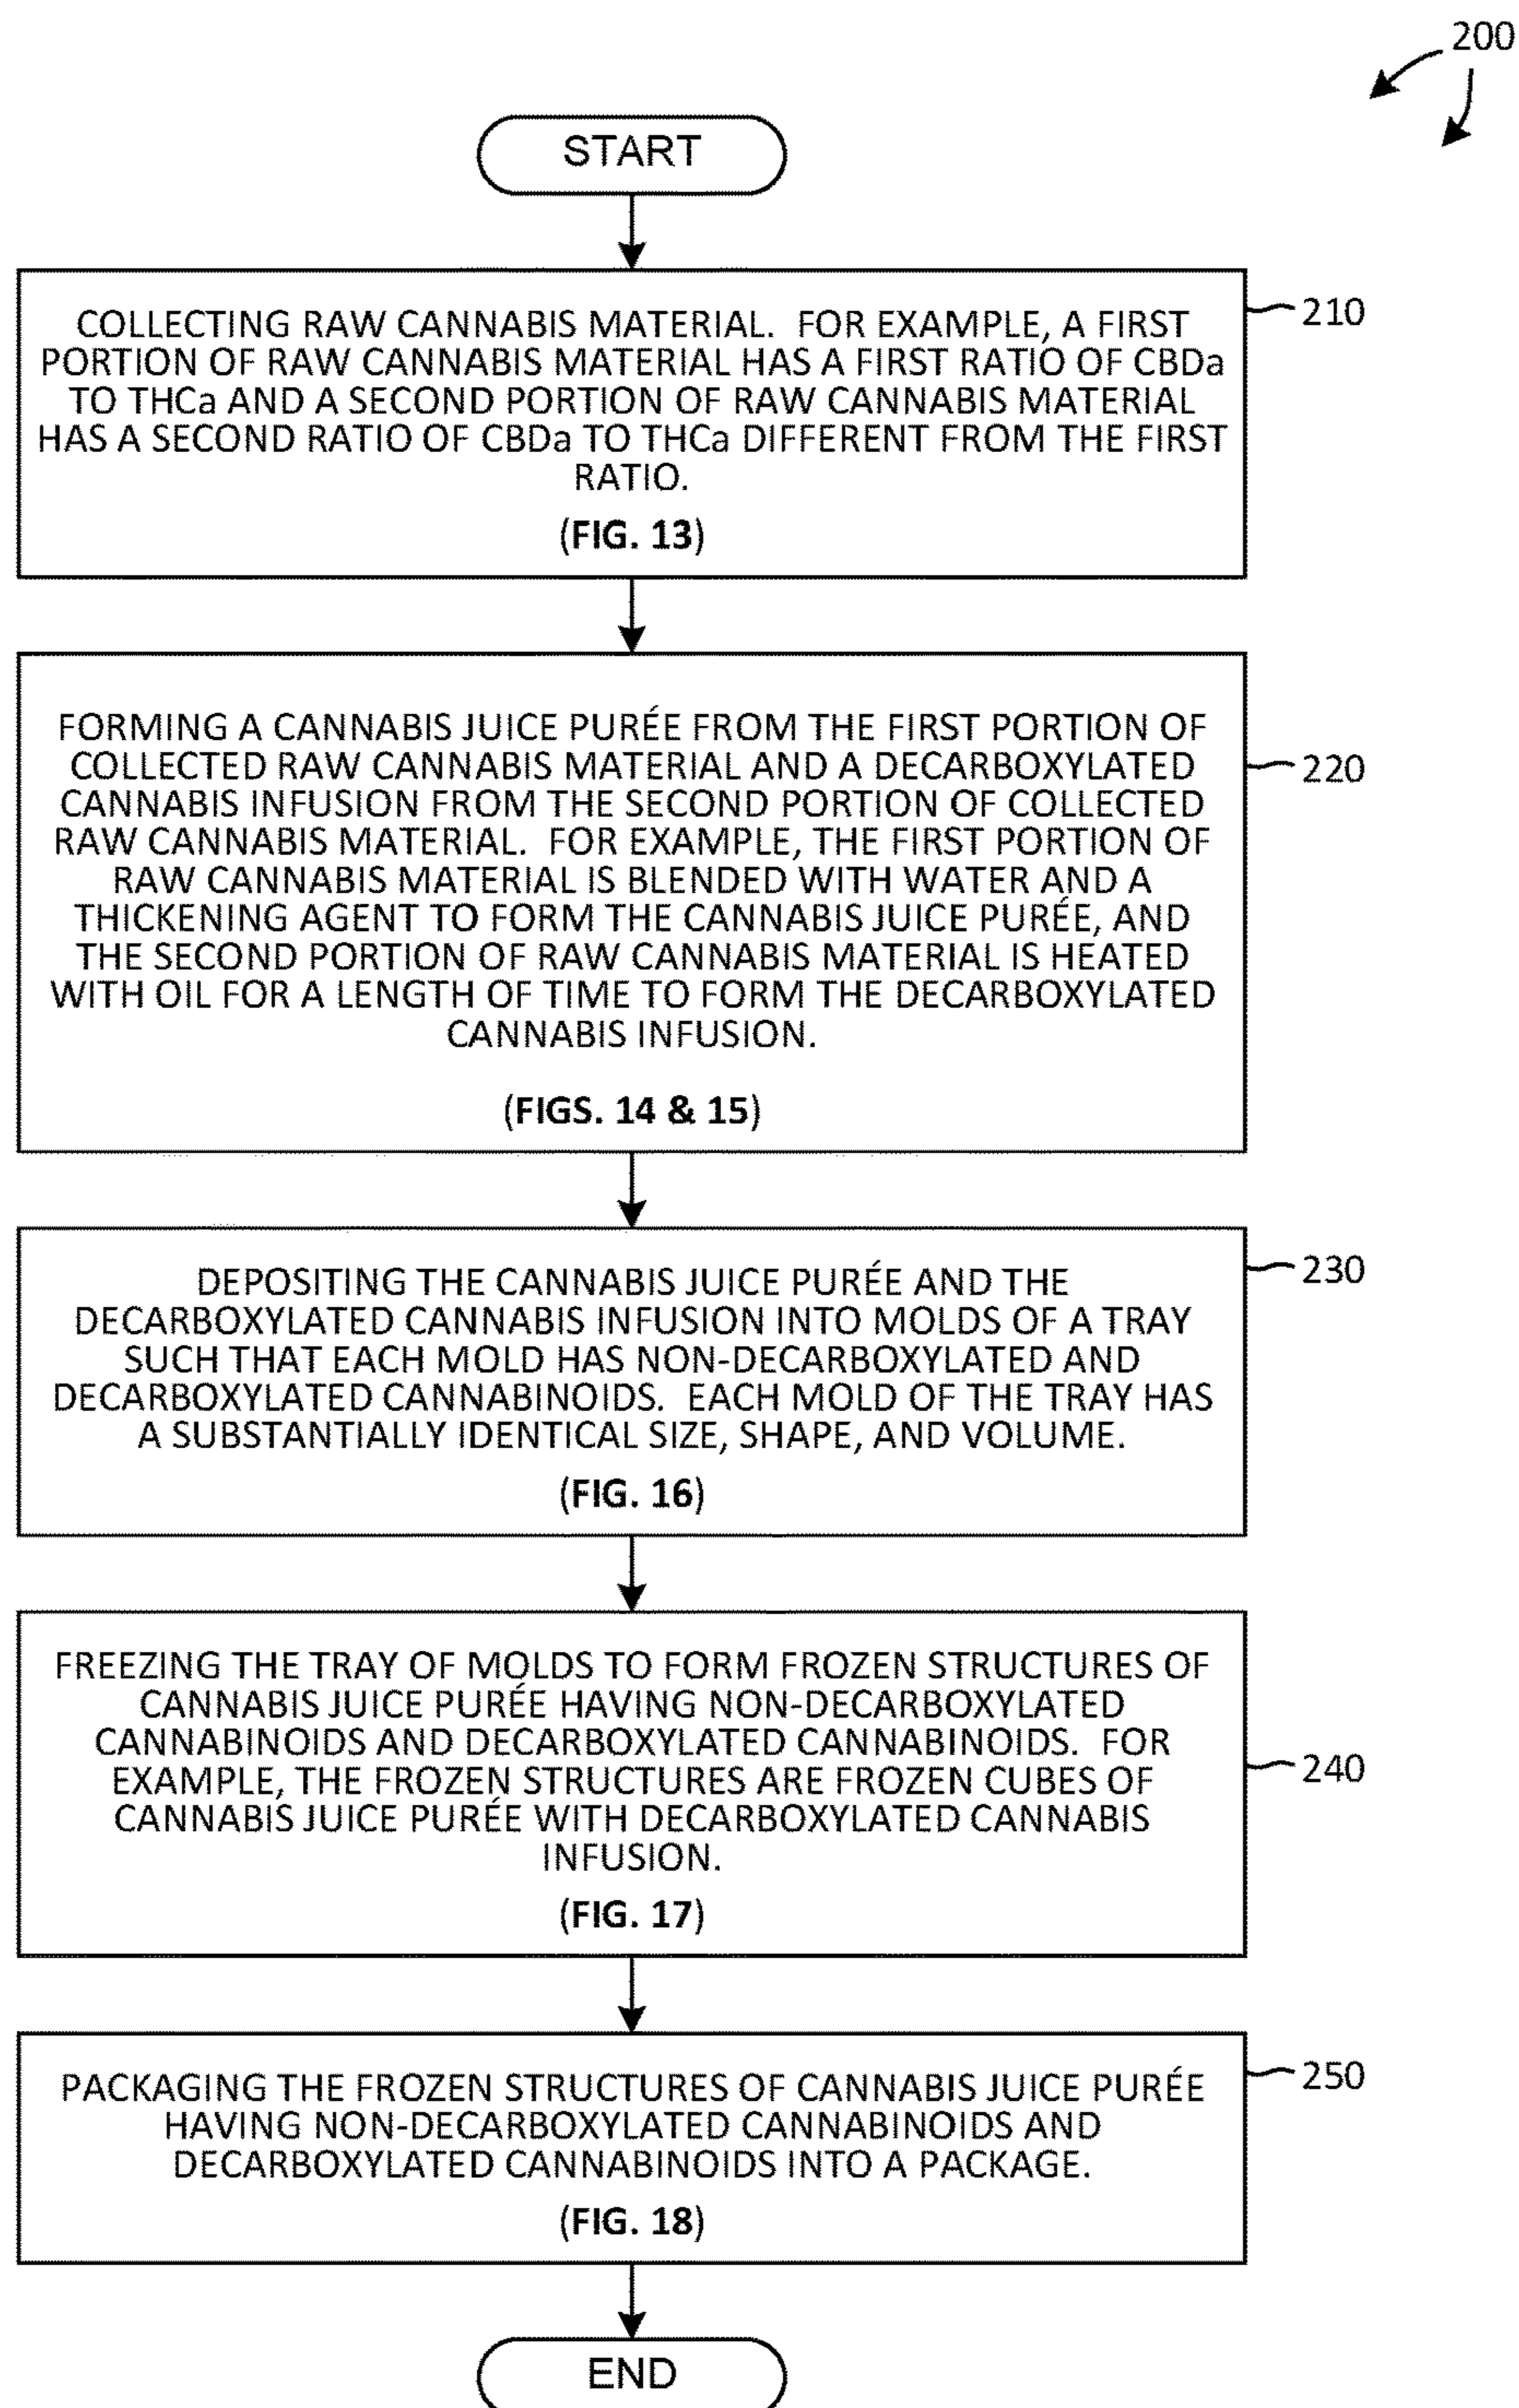 200
START
COLLECTING RAW CANNABIS MATERIAL. FOR EXAMPLE, A FIRST
PORTION OF RAW CANNABIS MATERIAL HAS A FIRST RATIO OF CBDa
TO THCa AND A SECOND PORTION OF RAW CANNABIS MATERIAL
HAS A SECOND RATIO OF CBDa TO THCa DIFFERENT FROM THE FIRST
RATIO.
(FIG. 13)
210
FORMING A CANNABIS JUICE PURÉE FROM THE FIRST PORTION OF
COLLECTED RAW CANNABIS MATERIAL AND A DECARBOXYLATED
CANNABIS INFUSION FROM THE SECOND PORTION OF COLLECTED
RAW CANNABIS MATERIAL. FOR EXAMPLE, THE FIRST PORTION OF
RAW CANNABIS MATERIAL IS BLENDED WITH WATER AND A
THICKENING AGENT TO FORM THE CANNABIS JUICE PURÉE, AND
THE SECOND PORTION OF RAW CANNABIS MATERIAL IS HEATED
WITH OIL FOR A LENGTH OF TIME TO FORM THE DECARBOXYLATED
CANNABIS INFUSION.
(FIGS. 14 & 15)
220
DEPOSITING THE CANNABIS JUICE PURÉE AND THE
DECARBOXYLATED CANNABIS INFUSION INTO MOLDS OF A TRAY
SUCH THAT EACH MOLD HAS NON-DECARBOXYLATED AND
DECARBOXYLATED CANNABINOIDS. EACH MOLD OF THE TRAY HAS
A SUBSTANTIALLY IDENTICAL SIZE, SHAPE, AND VOLUME.
(FIG. 16)
230
FREEZING THE TRAY OF MOLDS TO FORM FROZEN STRUCTURES OF
CANNABIS JUICE PURÉE HAVING NON-DECARBOXYLATED
CANNABINOIDS AND DECARBOXYLATED CANNABINOIDS. FOR
EXAMPLE, THE FROZEN STRUCTURES ARE FROZEN CUBES OF
CANNABIS JUICE PURÉE WITH DECARBOXYLATED CANNABIS
INFUSION.
(FIG. 17)
240
PACKAGING THE FROZEN STRUCTURES OF CANNABIS JUICE PURÉE
HAVING NON-DECARBOXYLATED CANNABINOIDS AND
DECARBOXYLATED CANNABINOIDS INTO A PACKAGE.
(FIG. 18)
250
END